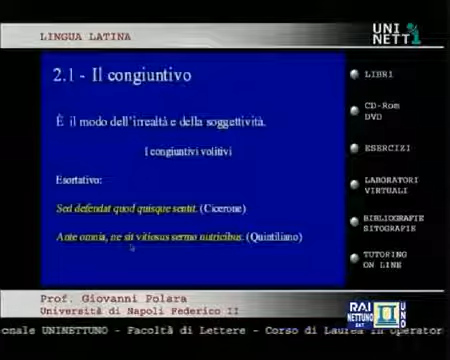 LINGUA LATINA
UNI
NETT1
2.1 - Il congiuntivo
È il modo dell'irrealtà e della soggettività.
I congiuntivi volitivi
Esortativo:
Sed defendat quod quisque sentit. (Cicerone)
Ante omnia, ne sit vitiosus sermo nutricibus. (Quintiliano)
LIBRI
CD-Rom
DVD
ESERCIZI
LABORATORI
VIRTUALI
BIBLIOGRAFIE
SITOGRAFIE
TUTORING
ON LINE
Prof. Giovanni Polara
Università di Napoli Federico II
RAI
NETTUNO
SAT
UNO
onale UNINETTUNO - Facoltà di Lettere - Corso di Laurea in Operator